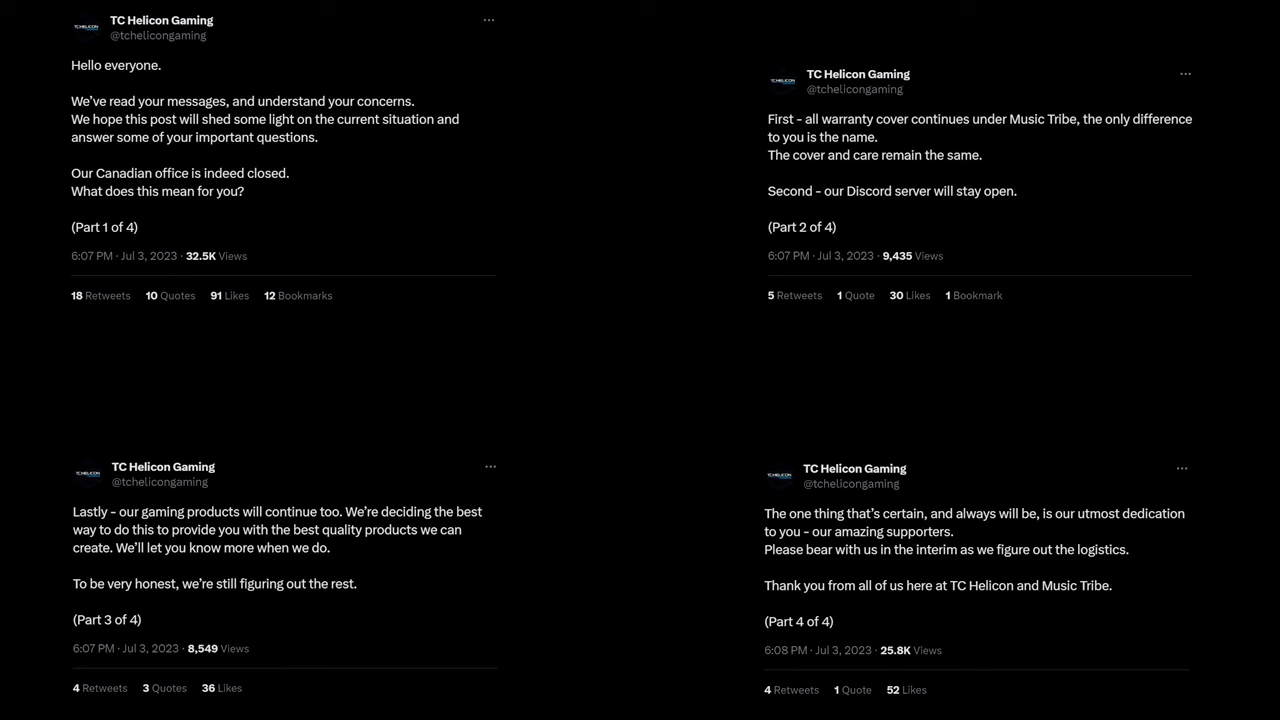 TC HELICON
TC Helicon Gaming
@tchelicongaming
Hello everyone.
We've read your messages, and understand your concerns.
We hope this post will shed some light on the current situation and
answer some of your important questions.
Our Canadian office is indeed closed.
What does this mean for you?
(Part 1 of 4)
6:07 PM · Jul 3, 2023 · 32.5K Views
18 Retweets 10 Quotes 91 Likes 12 Bookmarks
TC HELICON
TC Helicon Gaming
@tchelicongaming
First - all warranty cover continues under Music Tribe, the only difference
to you is the name.
The cover and care remain the same.
Second - our Discord server will stay open.
(Part 2 of 4)
6:07 PM · Jul 3, 2023 · 9,435 Views
5 Retweets 1 Quote 30 Likes 1 Bookmark
TC HELICON
TC Helicon Gaming
@tchelicongaming
Lastly - our gaming products will continue too. We're deciding the best
way to do this to provide you with the best quality products we can
create. We'll let you know more when we do.
To be very honest, we're still figuring out the rest.
(Part 3 of 4)
6:07 PM · Jul 3, 2023 · 8,549 Views
4 Retweets 3 Quotes 36 Likes
TC HELICON
TC Helicon Gaming
@tchelicongaming
The one thing that's certain, and always will be, is our utmost dedication
to you - our amazing supporters.
Please bear with us in the interim as we figure out the logistics.
Thank you from all of us here at TC Helicon and Music Tribe.
(Part 4 of 4)
6:08 PM · Jul 3, 2023 · 25.8K Views
4 Retweets 1 Quote 52 Likes